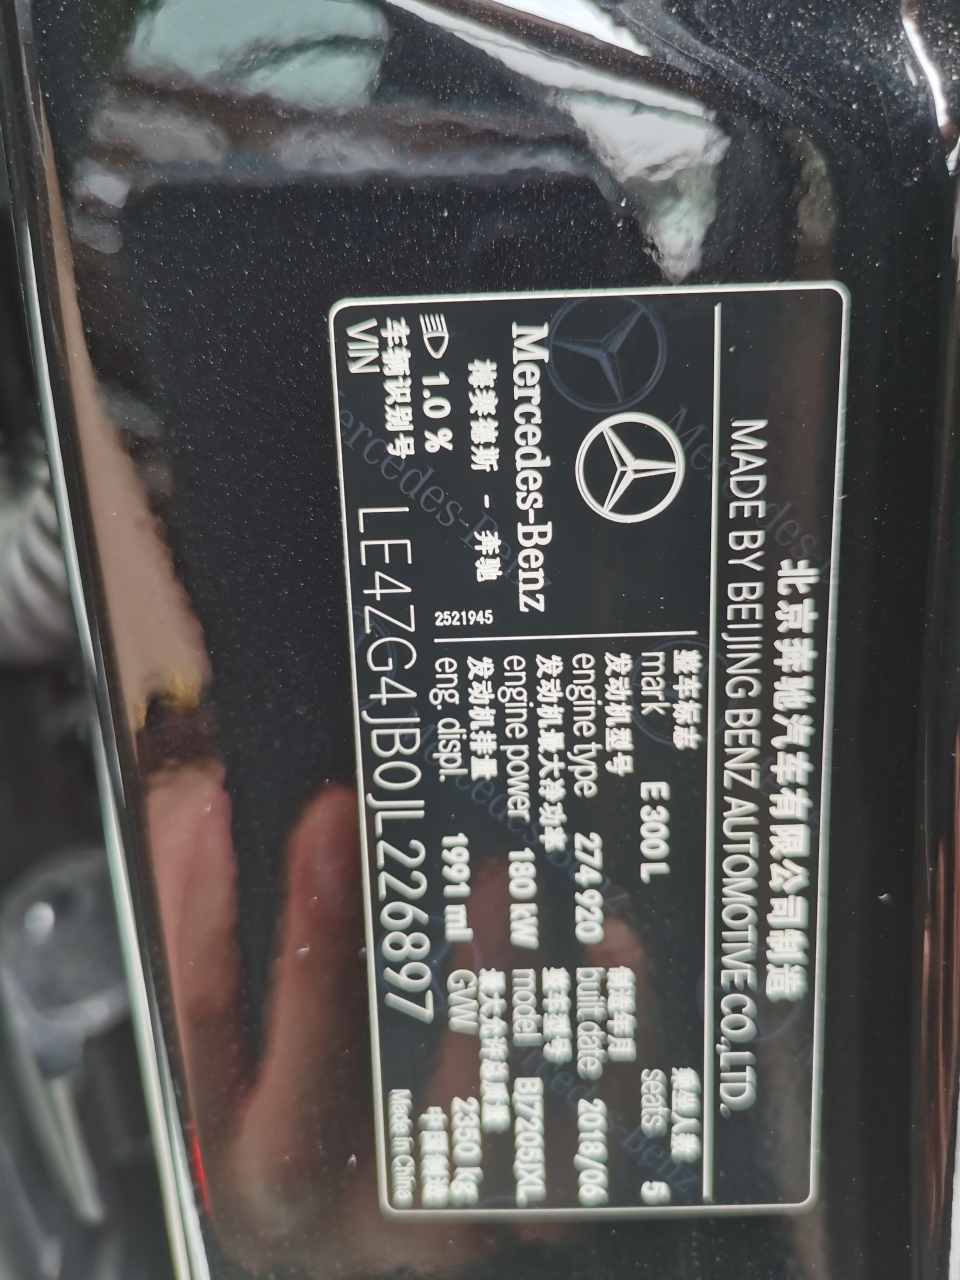 北京奔驰汽车有限公司制造
MADE BY BEIJING BENZ AUTOMOTIVE CO.,LTD.
Mercedes-Benz
梅赛德斯 - 奔驰
1.0 %
2521945
整车标志
mark E 300 L
乘坐人数
seats 5
发动机型号
engine type 274 920
制造年月
built date 2018/06
发动机最大净功率
engine power 180 kW
整车型号
model BJ7205JXL
发动机排量
eng. displ. 1991 ml
最大允许总质量
GVW 2350 kg
车辆识别号
VIN LE4ZG4JB0JL226897
中国制造
Made in China